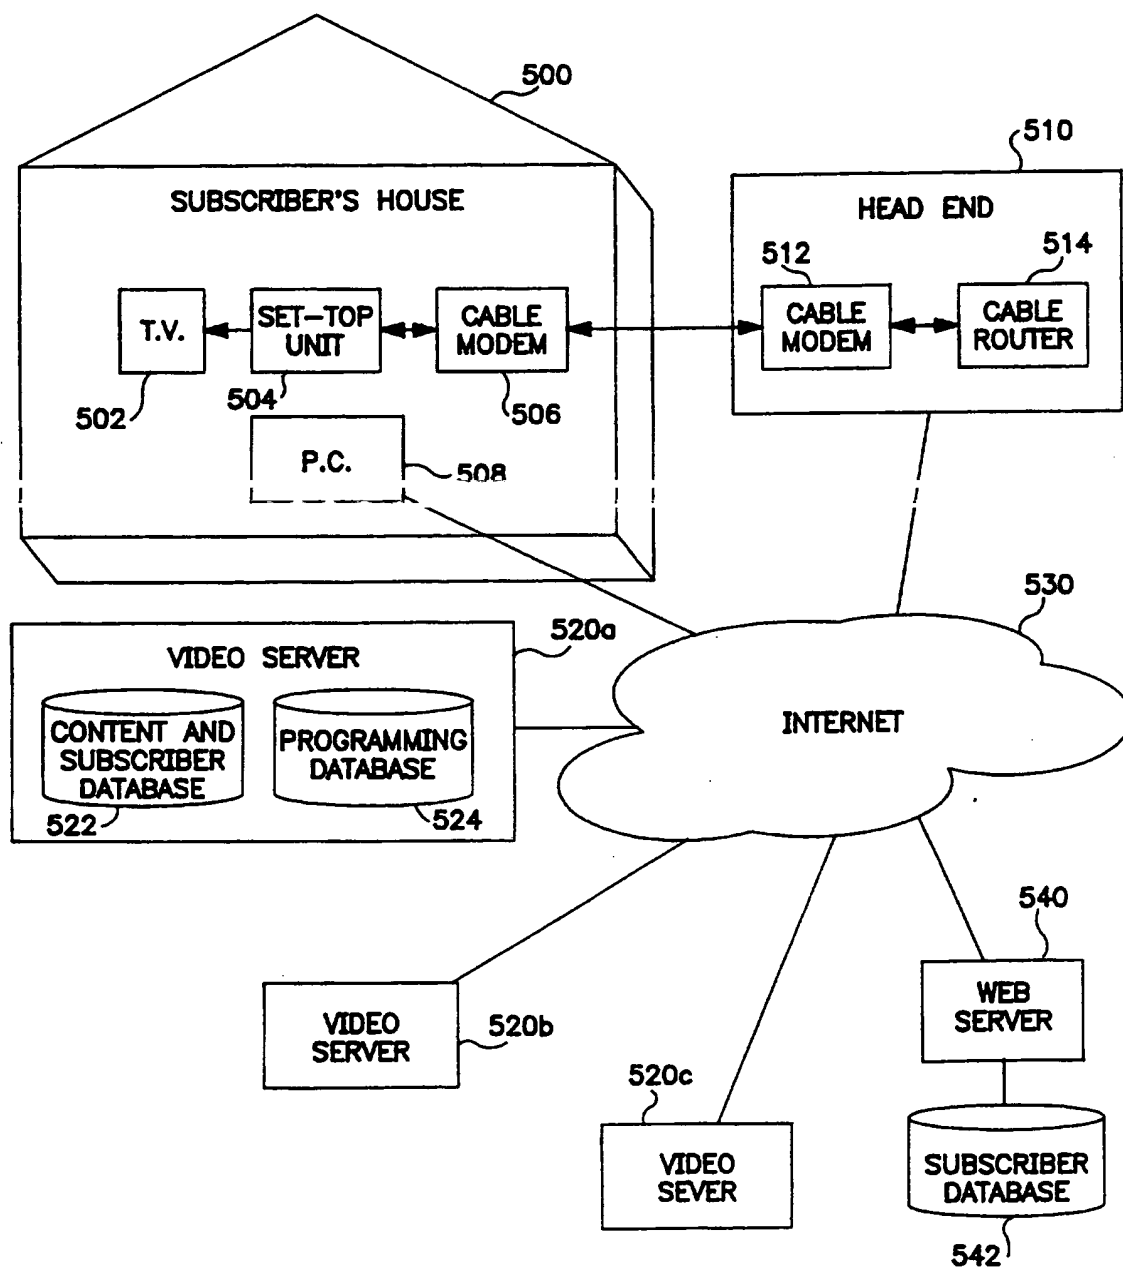 500
510
SUBSCRIBER'S HOUSE
HEAD END
512
514
T.V.
SET-TOP
UNIT
CABLE
MODEM
CABLE
MODEM
CABLE
ROUTER
502
504
506
P.C.
508
530
520a
VIDEO SERVER
CONTENT AND
SUBSCRIBER
DATABASE
PROGRAMMING
DATABASE
522
524
INTERNET
540
WEB
SERVER
VIDEO
SERVER
520b
520c
VIDEO
SEVER
SUBSCRIBER
DATABASE
542